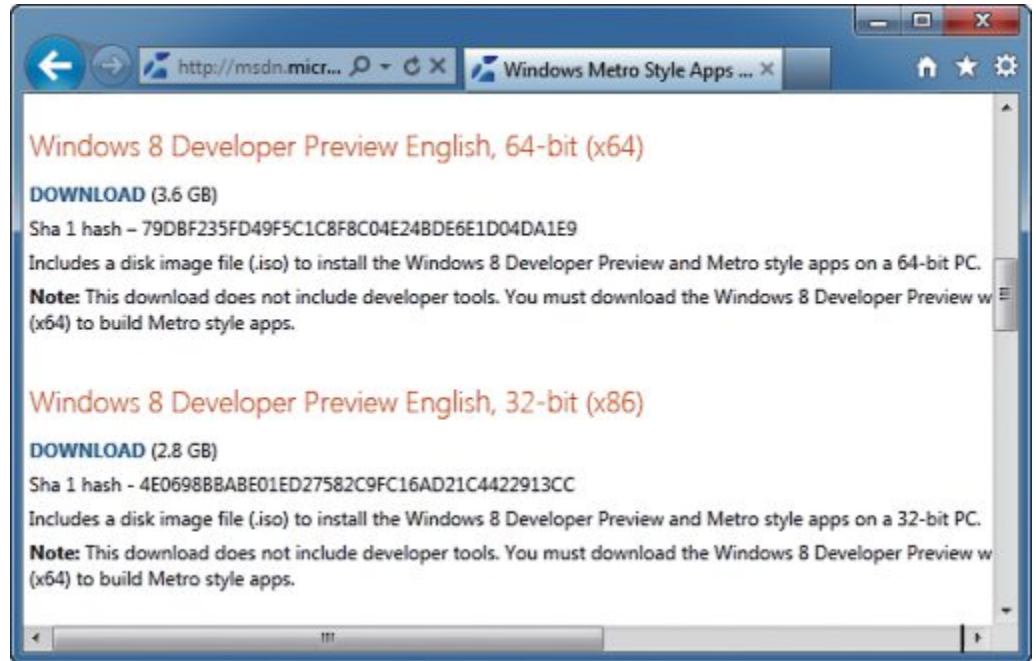 http://msdn.micr...
Windows Metro Style Apps ...
Windows 8 Developer Preview English, 64-bit (x64)
DOWNLOAD (3.6 GB)
Sha 1 hash – 79DBF235FD49F5C1C8F8C04E24BDE6E1D04DA1E9
Includes a disk image file (.iso) to install the Windows 8 Developer Preview and Metro style apps on a 64-bit PC.
Note: This download does not include developer tools. You must download the Windows 8 Developer Preview w
(x64) to build Metro style apps.
Windows 8 Developer Preview English, 32-bit (x86)
DOWNLOAD (2.8 GB)
Sha 1 hash - 4E0698BBABE01ED27582C9FC16AD21C4422913CC
Includes a disk image file (.iso) to install the Windows 8 Developer Preview and Metro style apps on a 32-bit PC.
Note: This download does not include developer tools. You must download the Windows 8 Developer Preview w
(x64) to build Metro style apps.